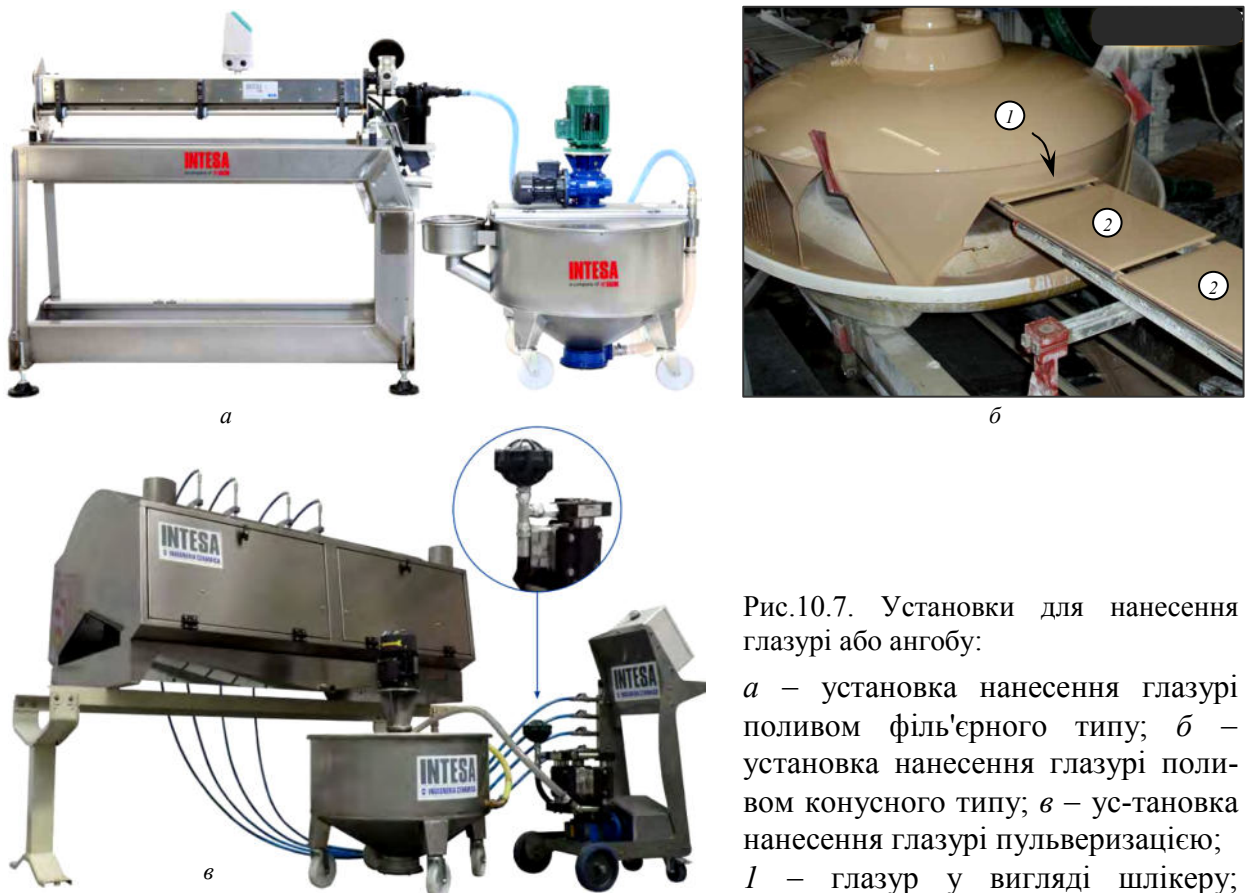 INTESA
INTESA
1
2
2
а
б
INTESA
INTESA
INTESA
в
Рис.10.7. Установки для нанесення
глазурі або ангобу:
а – установка нанесення глазурі
поливом філь'єрного типу; б –
установка нанесення глазурі поли-
вом конусного типу; в – ус-тановка
нанесення глазурі пульверизацією;
1 – глазур у вигляді шлікеру;